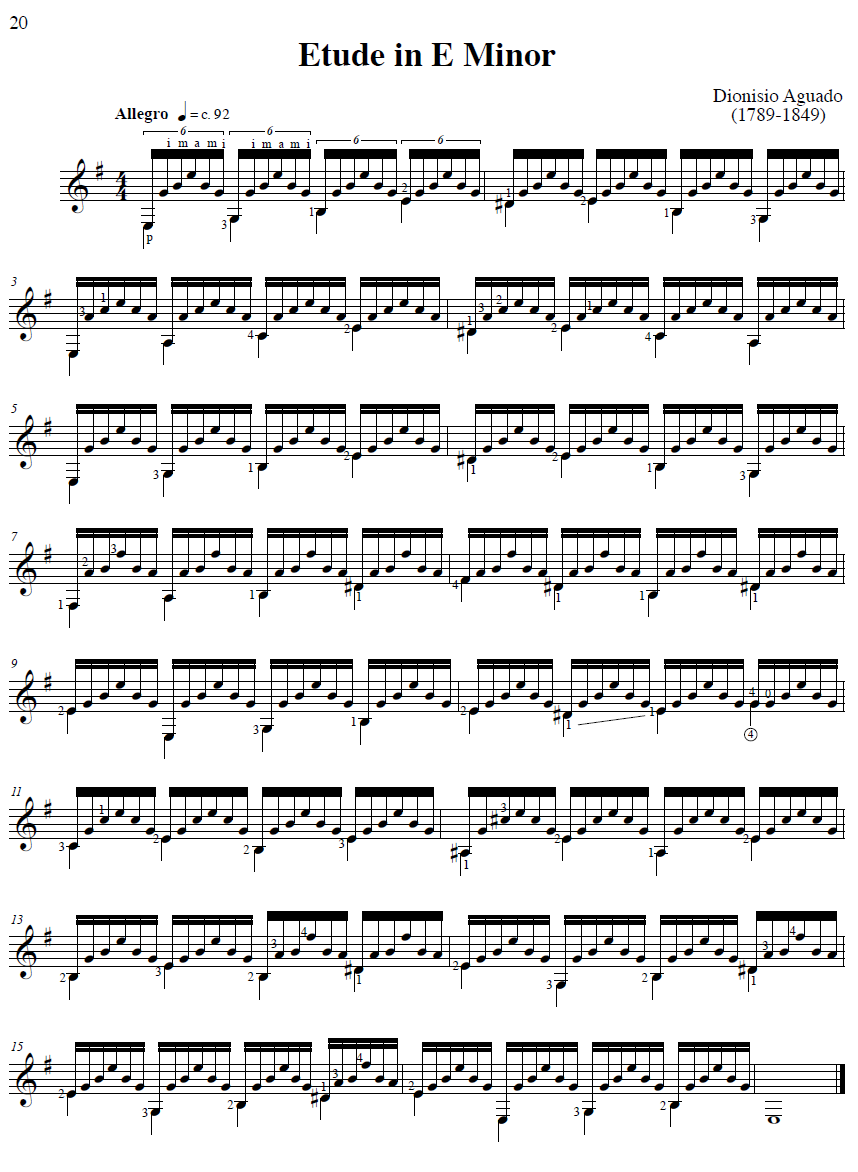 20
Etude in E Minor
Dionisio Aguado
Allegro ♩ = c. 92
(1789-1849)
6 6 6 6
i m a m i i m a m i
4 4
2 1 2
3 1 1 3
p
3
3 1 3 2 1
4 2 1 2 4
5
3 1 2 1 2 1 3
7
2 3
1 1 1 4 1 1 1
9
4 0
2 3 1 2 1 1
4
11
1 3
3 2 2 3 1 2 1 2
13
3 4 3 4
2 3 2 1 2 3 2 1
15
1 3 4
2 3 2 2 3 2